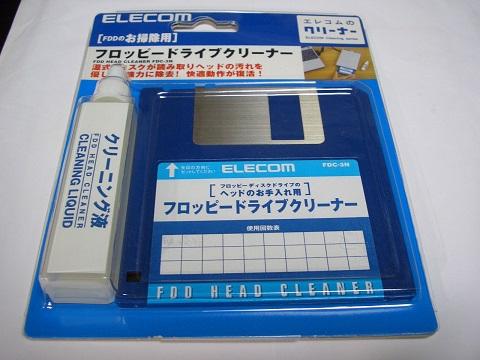 ELECOM
エレコムの
クリーナー
ELECOM Cleaning series
[FDDのお掃除用]
フロッピードライブクリーナー
FDD HEAD CLEANER FDC-3N
湿式ディスクが読み取りヘッドの汚れを
優しく強力に除去! 快適動作が復活!
クリーニング液
FDD HEAD CLEANER
CLEANING LIQUID
ELECOM
FDC-3N
フロッピーディスクドライブの
ヘッドのお手入れ用
フロッピードライブクリーナー
使用回数表
FDD HEAD CLEANER